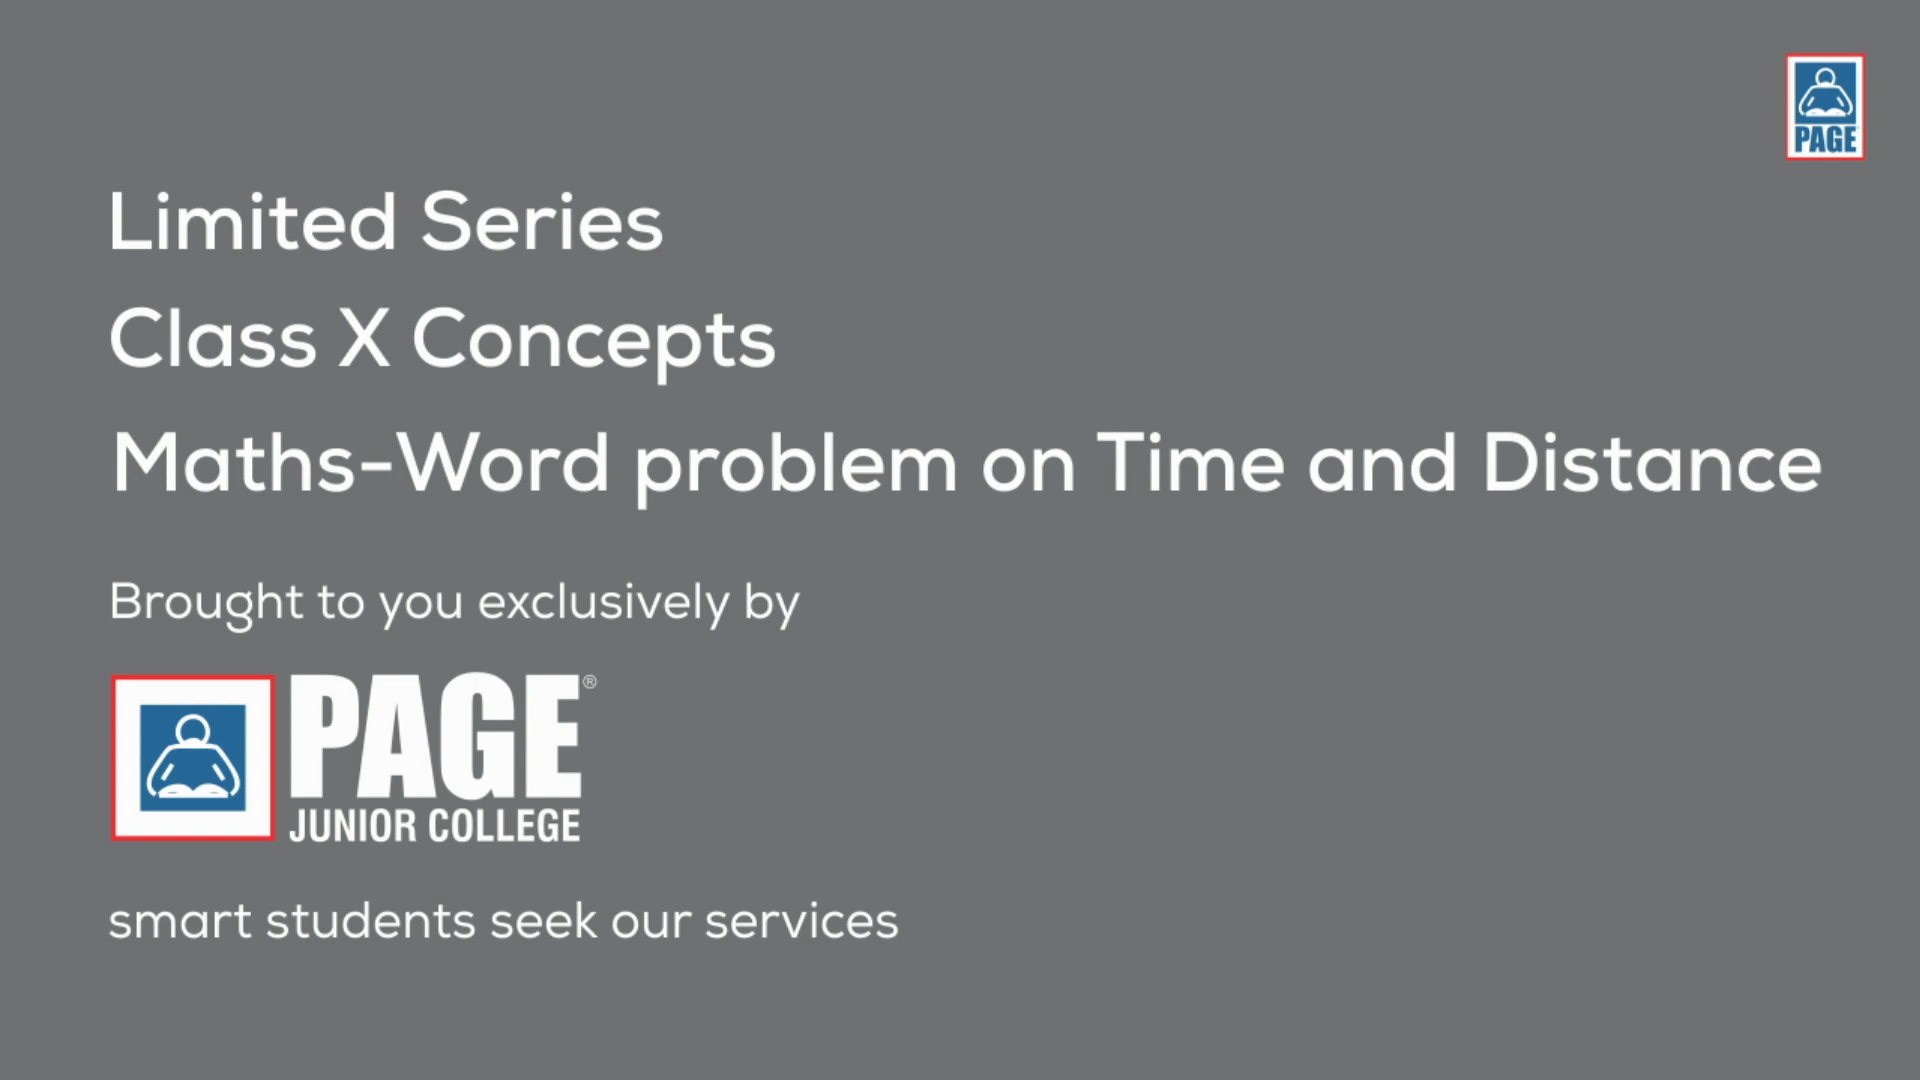 PAGE
Limited Series
Class X Concepts
Maths-Word problem on Time and Distance
Brought to you exclusively by
PAGE®
JUNIOR COLLEGE
smart students seek our services